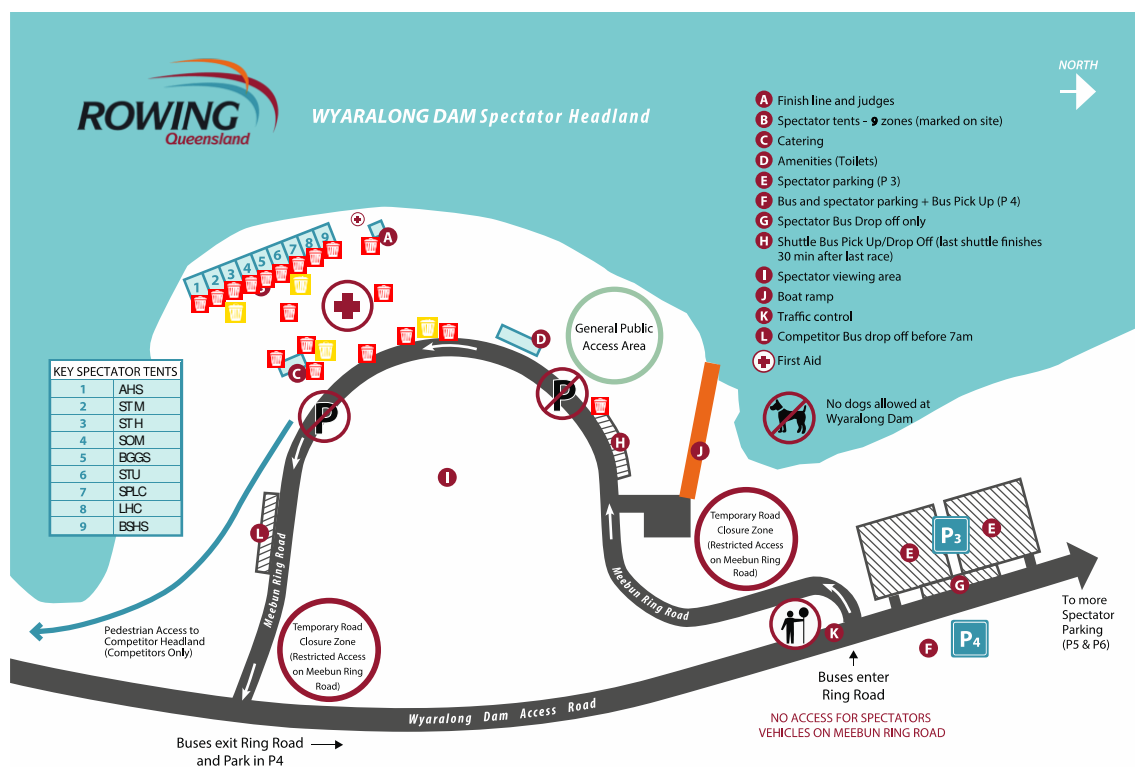 ROWING
Queensland
WYARALONG DAM Spectator Headland
NORTH
A Finish line and judges
B Spectator tents - 9 zones (marked on site)
C Catering
D Amenities (Toilets)
E Spectator parking (P 3)
F Bus and spectator parking + Bus Pick Up (P 4)
G Spectator Bus Drop off only
H Shuttle Bus Pick Up/Drop Off (last shuttle finishes
30 min after last race)
I Spectator viewing area
J Boat ramp
K Traffic control
L Competitor Bus drop off before 7am
First Aid
No dogs allowed at
Wyaralong Dam
1 2 3 4 5 6 7 8 9
A
D
C
General Public
Access Area
P
P
H
J
I
L
KEY SPECTATOR TENTS
1 AHS
2 STM
3 STH
4 SOM
5 BGGS
6 STU
7 SPLC
8 LHC
9 BSHS
Temporary Road
Closure Zone
(Restricted Access
on Meebun Ring
Road)
E
P3
E
G
Meebun Ring Road
Meebun Ring Road
Pedestrian Access to
Competitor Headland
(Competitors Only)
Temporary Road
Closure Zone
(Restricted Access
on Meebun Ring
Road)
K
F
P4
To more
Spectator
Parking
(P5 & P6)
Buses enter
Ring Road
Wyaralong Dam Access Road
NO ACCESS FOR SPECTATORS
VEHICLES ON MEEBUN RING ROAD
Buses exit Ring Road
and Park in P4